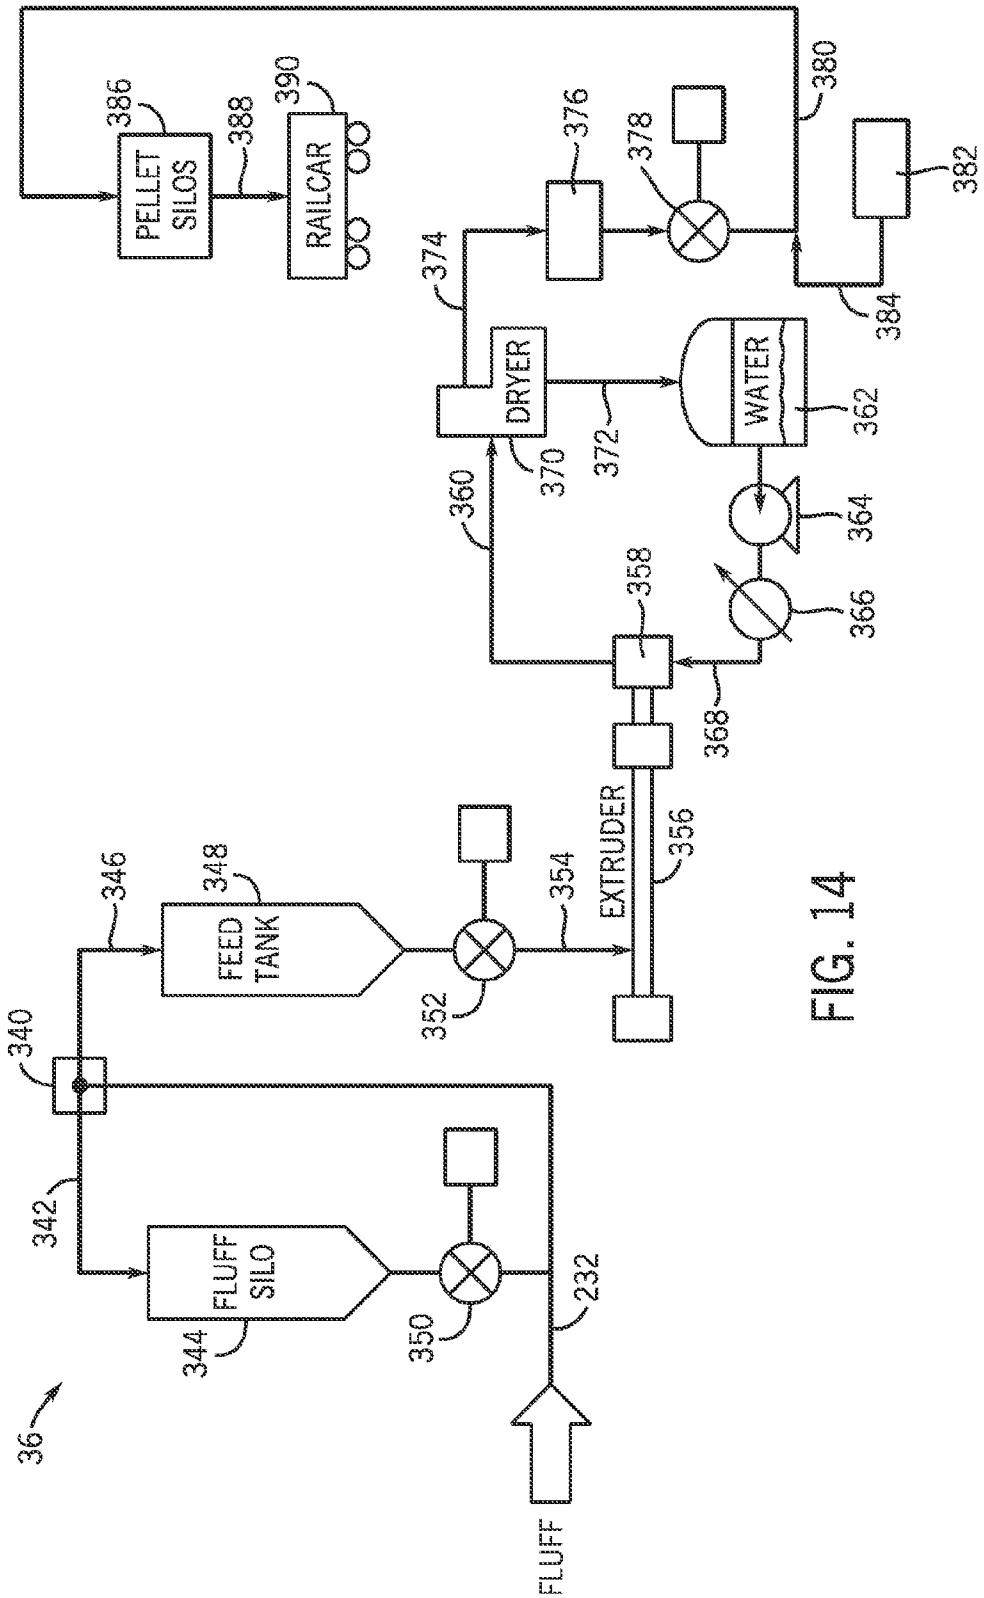 36
FLUFF
232
FLUFF
SILO
344
350
342
340
346
FEED
TANK
348
352
354
EXTRUDER
356
358
360
368
366
364
WATER
362
372
DRYER
370
374
376
378
380
382
384
PELLET
SILOS
386
388
RAILCAR
390
FIG. 14